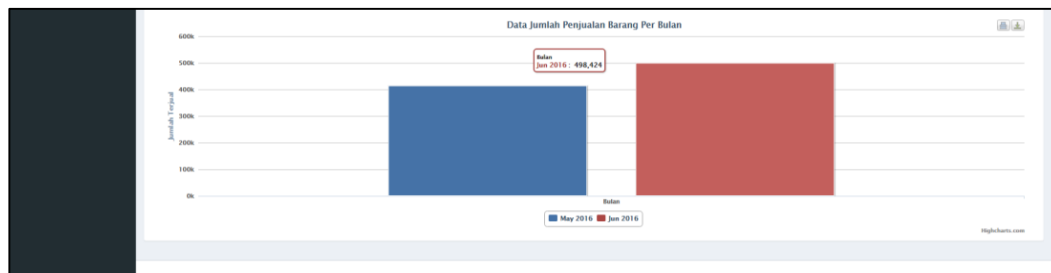 Data Jumlah Penjualan Barang Per Bulan
600k
500k
400k
300k
200k
100k
0k
Jumlah Terjual
Bulan
Jun 2016 : 498,424
Bulan
May 2016 Jun 2016
Highcharts.com